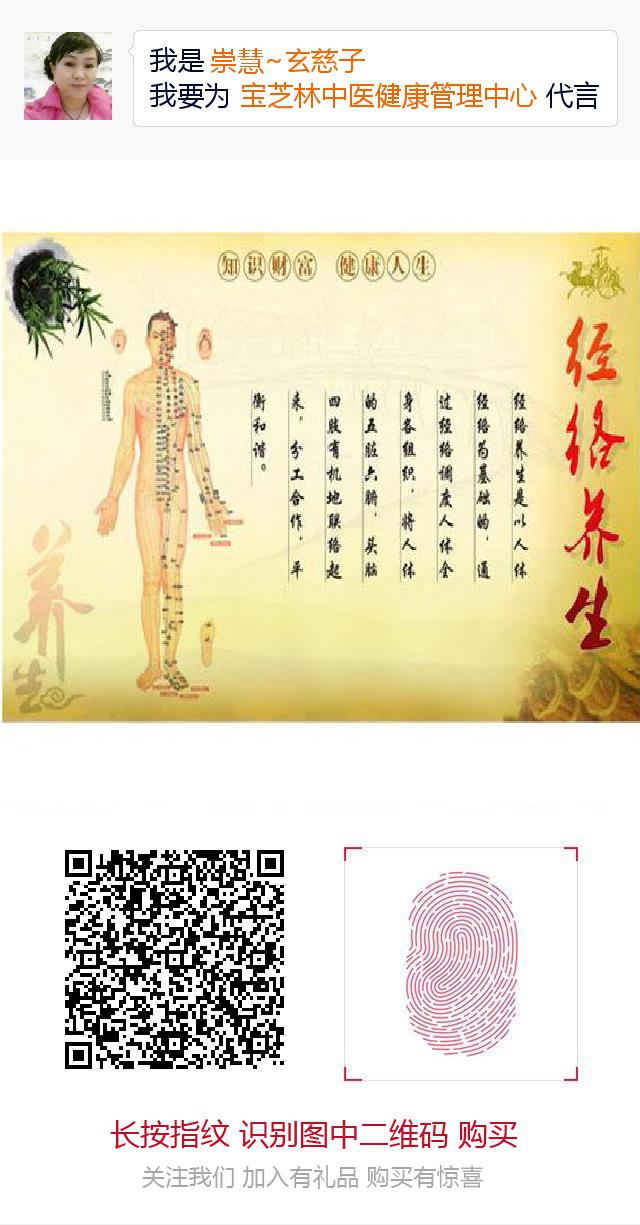 我是 崇慧~玄慈子
我要为 宝芝林中医健康管理中心 代言
知识财富 健康人生
经络养生
经络养生是以人体
经络为基础的，通
过经络调度人体全
身各组织，将人体
的五脏六腑，头脑
四肢有机地联络起
来，分工合作，平
衡和谐。
养生
长按指纹 识别图中二维码 购买
关注我们 加入有礼品 购买有惊喜